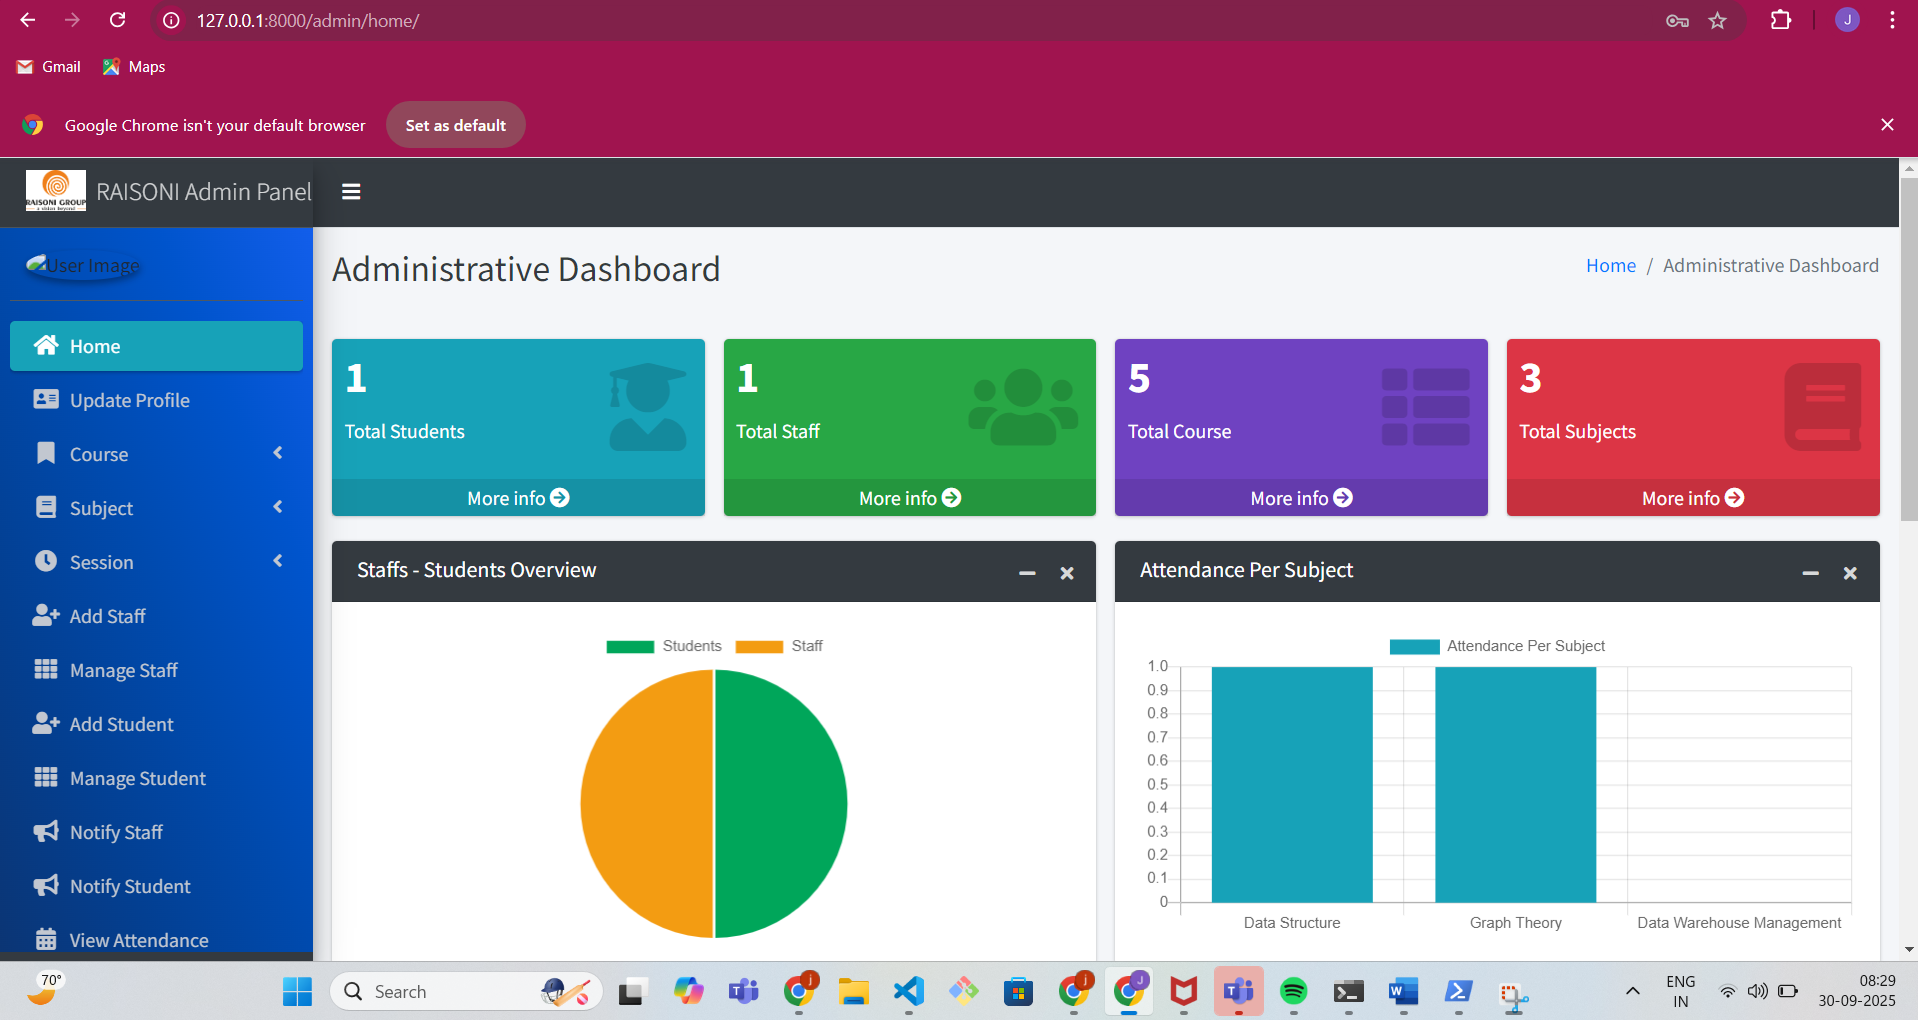 127.0.0.1:8000/admin/home/
J
Gmail
Maps
Google Chrome isn't your default browser
Set as default
RAISONI GROUP
a vision beyond
RAISONI Admin Panel
User Image
Administrative Dashboard
Home / Administrative Dashboard
Home
Update Profile
Course
Subject
Session
Add Staff
Manage Staff
Add Student
Manage Student
Notify Staff
Notify Student
View Attendance
1
Total Students
More info
1
Total Staff
More info
5
Total Course
More info
3
Total Subjects
More info
Staffs - Students Overview
Students
Staff
Attendance Per Subject
Attendance Per Subject
1.0
0.9
0.8
0.7
0.6
0.5
0.4
0.3
0.2
0.1
0
Data Structure
Graph Theory
Data Warehouse Management
70°
Search
T
j
j
J
T
W
ENG
IN
08:29
30-09-2025